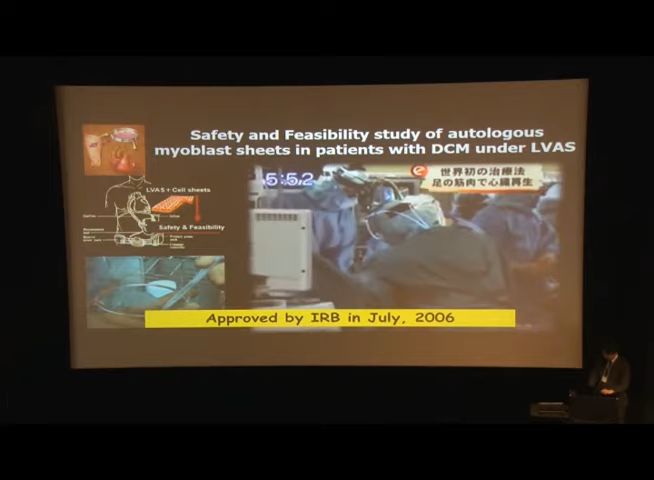 Safety and Feasibility study of autologous
myoblast sheets in patients with DCM under LVAS
5:52
世界初の治療法
足の筋肉で心臓再生
LVAS + Cell sheets
Safety & Feasibility
Approved by IRB in July, 2006